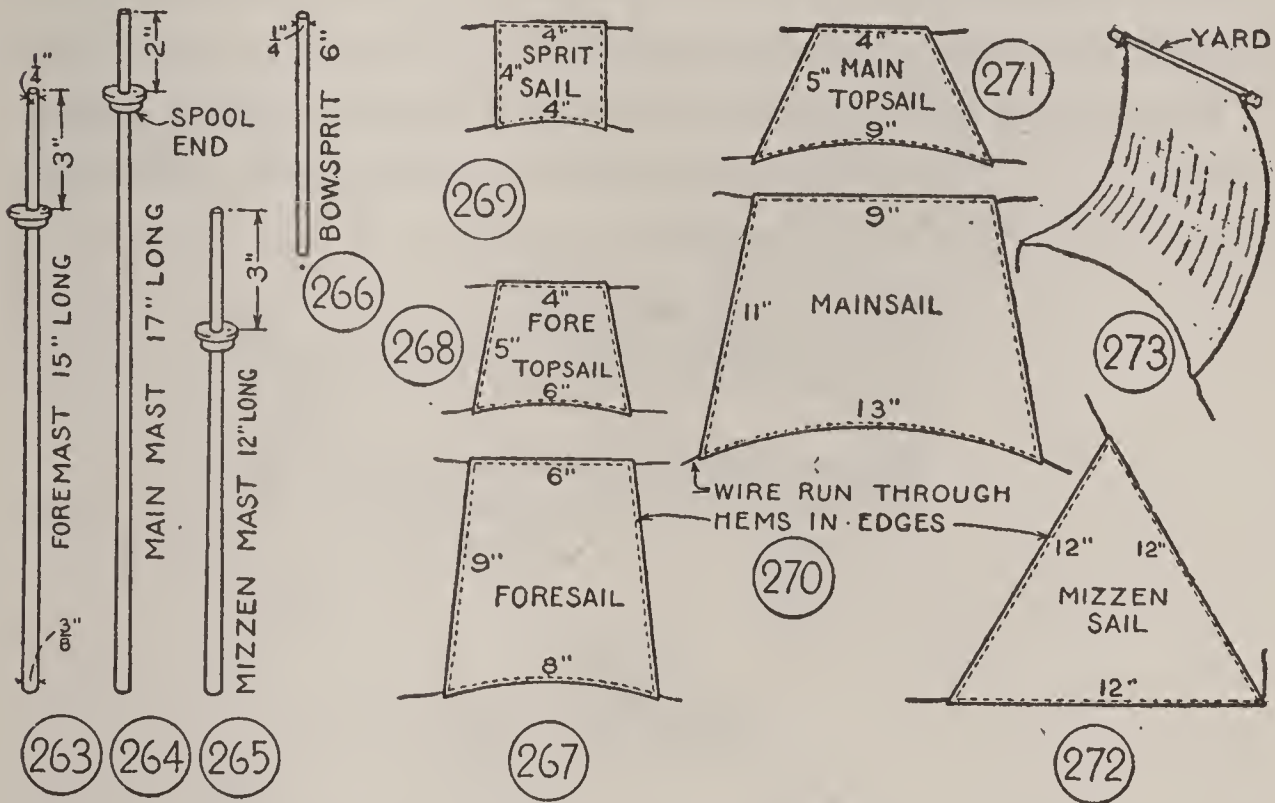 1/4"
3"
FOREMAST 15" LONG
3/8"
263
2"
SPOOL
END
MAIN MAST 17" LONG
264
3"
MIZZEN MAST 12" LONG
265
1/4
6"
BOWSPRIT
266
4"
4" SPRIT
SAIL
4"
269
4"
FORE
5"
TOPSAIL
6"
268
6"
9"
FORESAIL
8"
267
4"
5" MAIN
TOPSAIL
9"
271
9"
11"
MAINSAIL
13"
WIRE RUN THROUGH
HEMS IN EDGES
270
YARD
273
12" 12"
MIZZEN
SAIL
12"
272